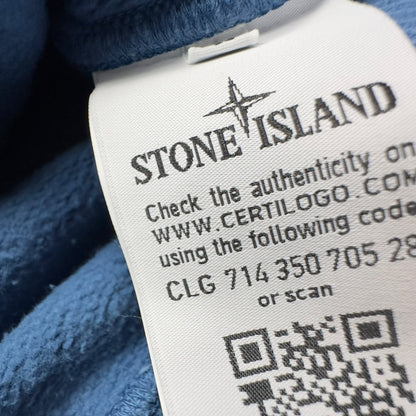 STONE ISLAND
Check the authenticity on
WWW.CERTILOGO.COM
using the following code
CLG 714 350 705 28
or scan